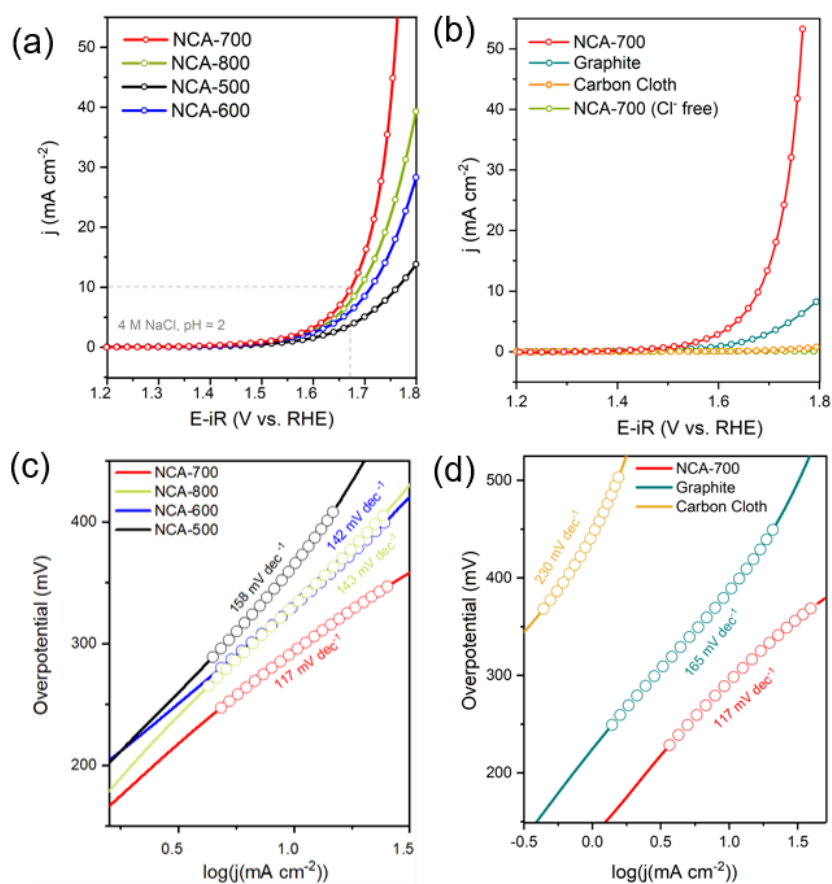 (a)
NCA-700
NCA-800
NCA-500
NCA-600
4 M NaCl, pH = 2
j (mA cm⁻²)
50
40
30
20
10
0
1.2 1.3 1.4 1.5 1.6 1.7 1.8
E-iR (V vs. RHE)
(b)
NCA-700
Graphite
Carbon Cloth
NCA-700 (Cl⁻ free)
j (mA cm⁻²)
50
40
30
20
10
0
1.2 1.4 1.6 1.8
E-iR (V vs. RHE)
(c)
NCA-700
NCA-800
NCA-600
NCA-500
158 mV dec⁻¹
142 mV dec⁻¹
143 mV dec⁻¹
117 mV dec⁻¹
Overpotential (mV)
400
300
200
0.5 1.0 1.5
log(j(mA cm⁻²))
(d)
NCA-700
Graphite
Carbon Cloth
230 mV dec⁻¹
165 mV dec⁻¹
117 mV dec⁻¹
Overpotential (mV)
500
400
300
200
-0.5 0.0 0.5 1.0 1.5
log(j(mA cm⁻²))